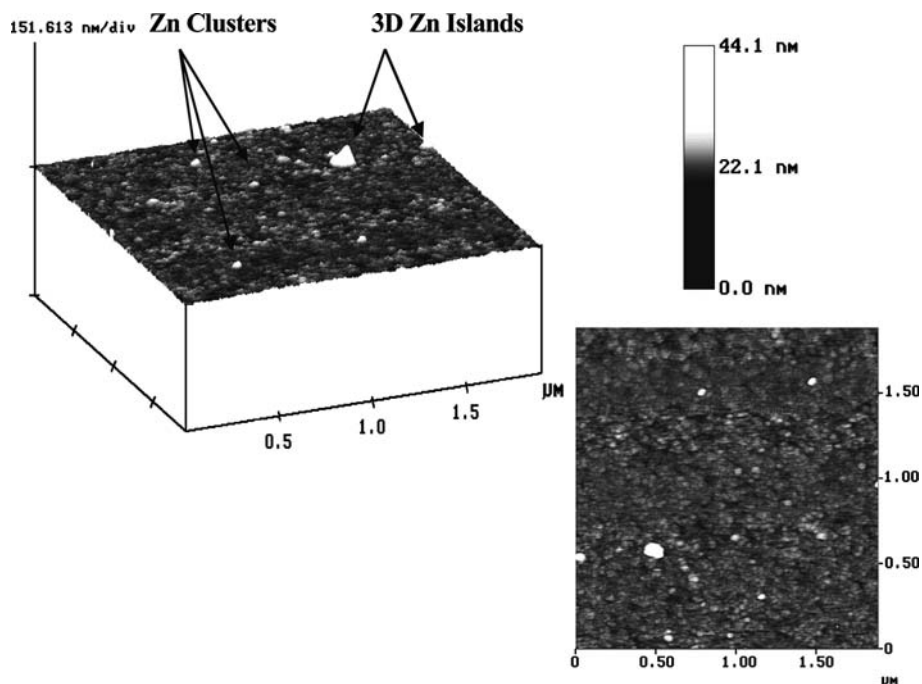 151.613 nm/div
Zn Clusters
3D Zn Islands
0.5
1.0
1.5
μM
44.1 nM
22.1 nM
0.0 nM
1.50
1.00
0.50
0
0
0.50
1.00
1.50
μM